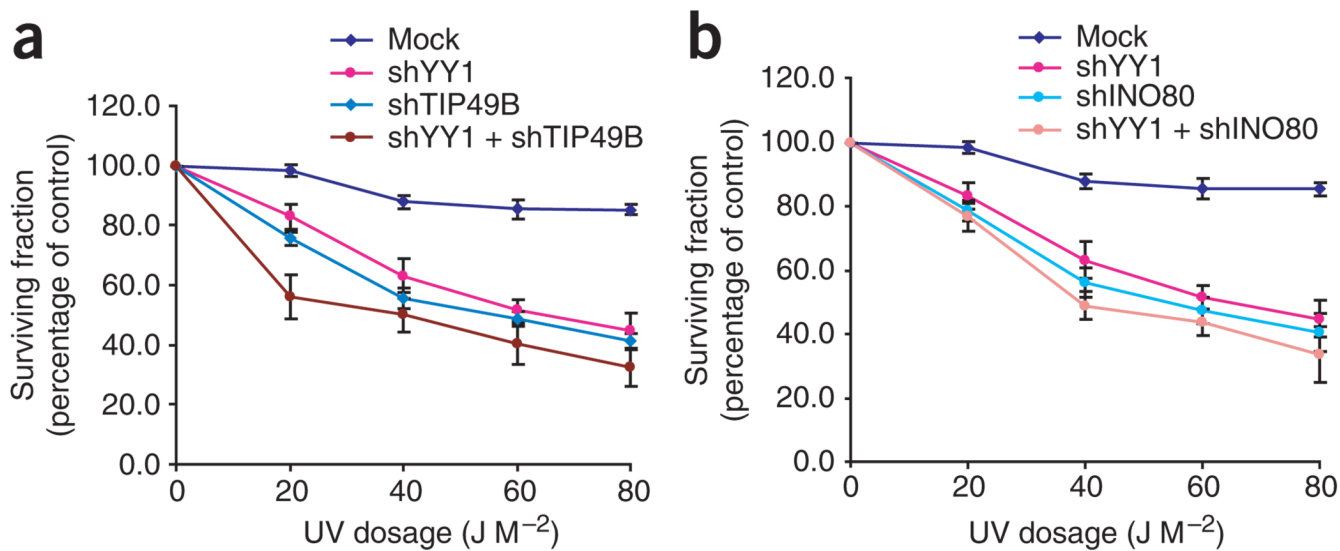 a
Mock
shYY1
shTIP49B
shYY1 + shTIP49B
120.0
100.0
80.0
60.0
40.0
20.0
0.0
Surviving fraction
(percentage of control)
0 20 40 60 80
UV dosage (J M⁻²)
b
Mock
shYY1
shINO80
shYY1 + shINO80
120.0
100.0
80.0
60.0
40.0
20.0
0.0
Surviving fraction
(percentage of control)
0 20 40 60 80
UV dosage (J M⁻²)